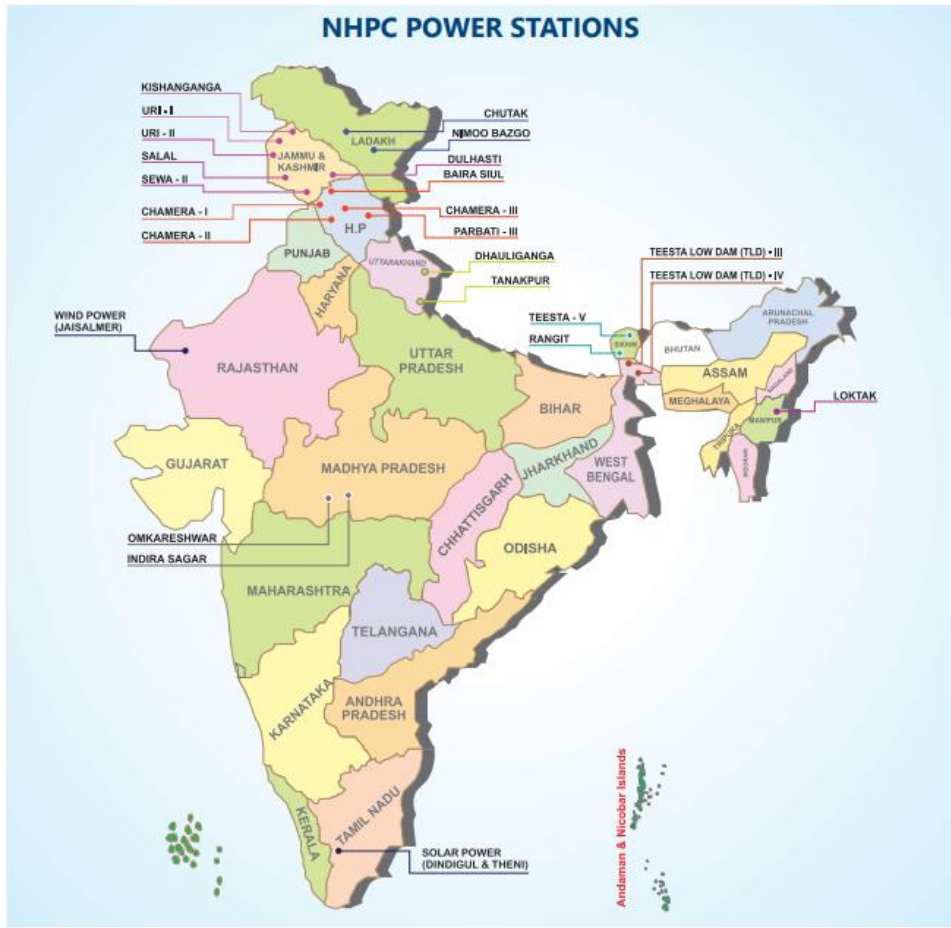 NHPC POWER STATIONS
KISHANGANGA
URI - I
URI - II
SALAL
SEWA - II
CHAMERA - I
CHAMERA - II
CHUTAK
NIMOO BAZGO
DULHASTI
BAIRA SIUL
CHAMERA - III
PARBATI - III
LADAKH
JAMMU &
KASHMIR
H.P
PUNJAB
UTTARAKHAND
HARYANA
DHAULIGANGA
TANAKPUR
TEESTA LOW DAM (TLD) - III
TEESTA LOW DAM (TLD) - IV
TEESTA - V
RANGIT
SIKKIM
BHUTAN
ARUNACHAL
PRADESH
ASSAM
NAGALAND
MEGHALAYA
MANIPUR
TRIPURA
MIZORAM
LOKTAK
WIND POWER
(JAISALMER)
RAJASTHAN
UTTAR
PRADESH
BIHAR
GUJARAT
MADHYA PRADESH
JHARKHAND
WEST
BENGAL
CHHATTISGARH
OMKARESHWAR
INDIRA SAGAR
ODISHA
MAHARASHTRA
TELANGANA
KARNATAKA
ANDHRA
PRADESH
KERALA
TAMIL NADU
SOLAR POWER
(DINDIGUL & THENI)
Andaman & Nicobar Islands